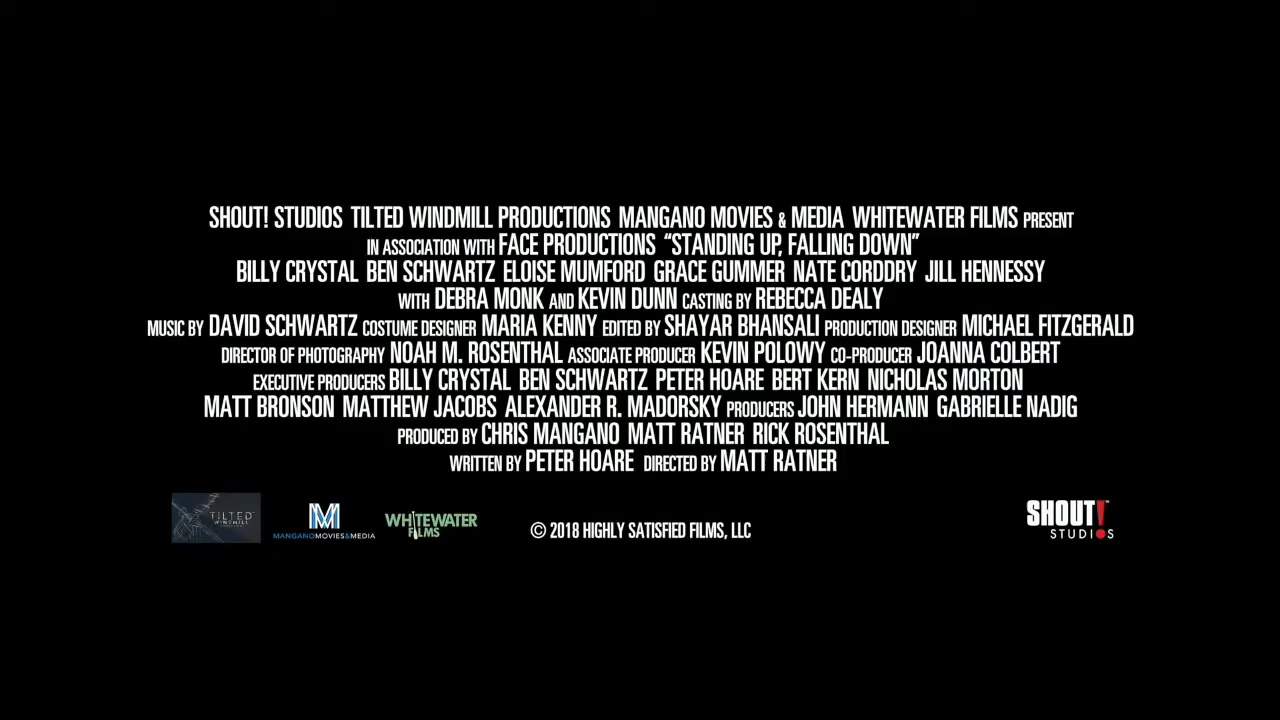 SHOUT! STUDIOS TILTED WINDMILL PRODUCTIONS MANGANO MOVIES & MEDIA WHITEWATER FILMS PRESENT
IN ASSOCIATION WITH FACE PRODUCTIONS “STANDING UP, FALLING DOWN”
BILLY CRYSTAL BEN SCHWARTZ ELOISE MUMFORD GRACE GUMMER NATE CORDDRY JILL HENNESSY
WITH DEBRA MONK AND KEVIN DUNN CASTING BY REBECCA DEALY
MUSIC BY DAVID SCHWARTZ COSTUME DESIGNER MARIA KENNY EDITED BY SHAYAR BHANSALI PRODUCTION DESIGNER MICHAEL FITZGERALD
DIRECTOR OF PHOTOGRAPHY NOAH M. ROSENTHAL ASSOCIATE PRODUCER KEVIN POLOWY CO-PRODUCER JOANNA COLBERT
EXECUTIVE PRODUCERS BILLY CRYSTAL BEN SCHWARTZ PETER HOARE BERT KERN NICHOLAS MORTON
MATT BRONSON MATTHEW JACOBS ALEXANDER R. MADORSKY PRODUCERS JOHN HERMANN GABRIELLE NADIG
PRODUCED BY CHRIS MANGANO MATT RATNER RICK ROSENTHAL
WRITTEN BY PETER HOARE DIRECTED BY MATT RATNER
TILTED
WINDMILL
MANGANOMOVIES&MEDIA
WHITEWATER
FILMS
© 2018 HIGHLY SATISFIED FILMS, LLC
SHOUT!™
STUDIOS